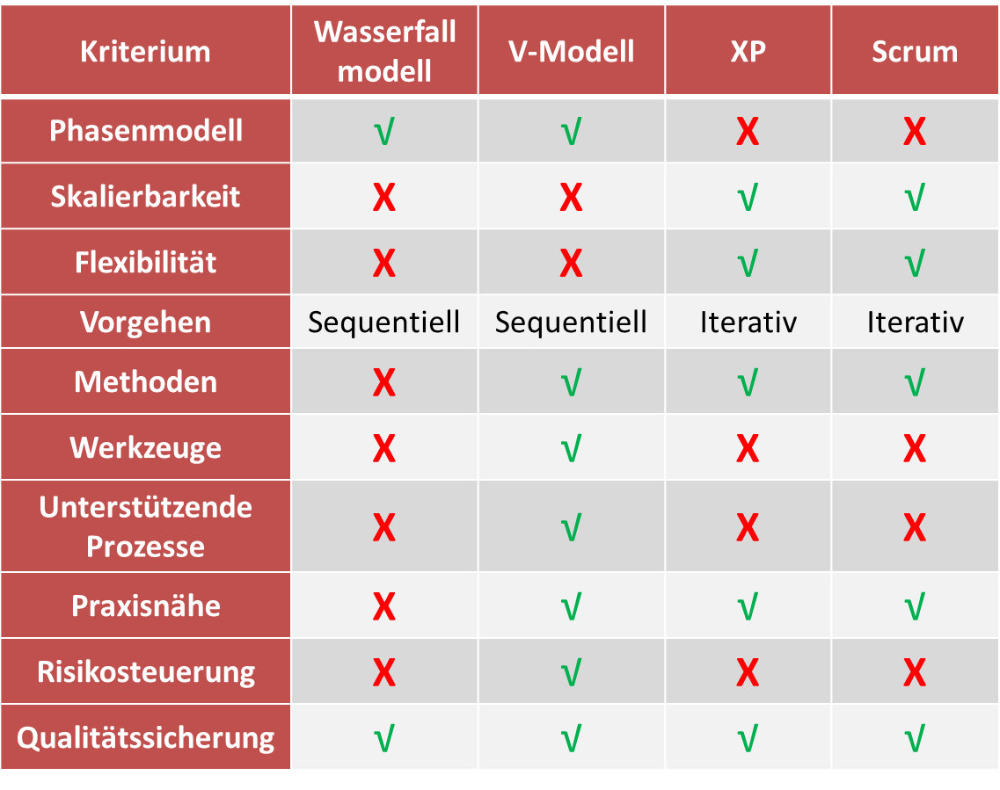 Kriterium Wasserfall modell V-Modell XP Scrum
Phasenmodell √ √ X X
Skalierbarkeit X X √ √
Flexibilität X X √ √
Vorgehen Sequentiell Sequentiell Iterativ Iterativ
Methoden X √ √ √
Werkzeuge X √ X X
Unterstützende Prozesse X √ X X
Praxisnähe X √ √ √
Risikosteuerung X √ X X
Qualitätssicherung √ √ √ √